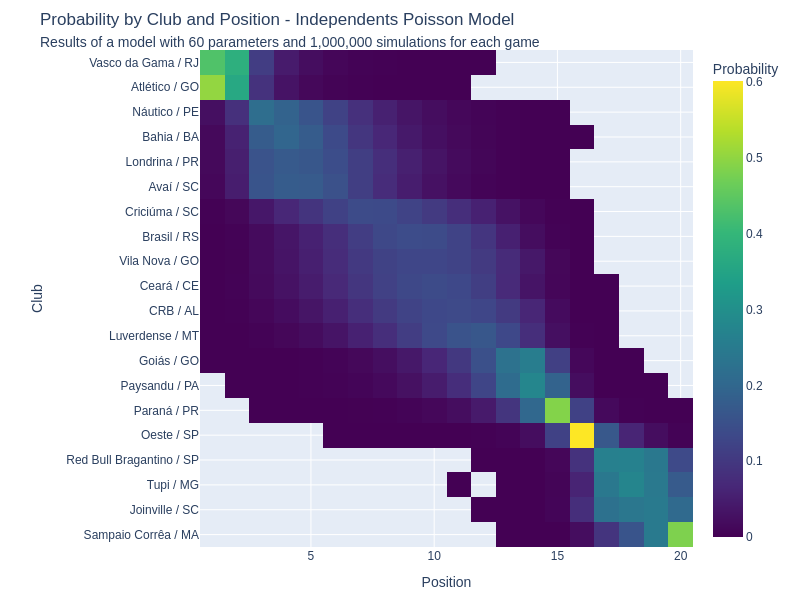 Probability by Club and Position - Independents Poisson Model
Results of a model with 60 parameters and 1,000,000 simulations for each game
Probability
Vasco da Gama / RJ
Atlético / GO
Náutico / PE
Bahia / BA
Londrina / PR
Avaí / SC
Criciúma / SC
Brasil / RS
Vila Nova / GO
Ceará / CE
CRB / AL
Luverdense / MT
Goiás / GO
Paysandu / PA
Paraná / PR
Oeste / SP
Red Bull Bragantino / SP
Tupi / MG
Joinville / SC
Sampaio Corrêa / MA
Club
5
10
15
20
Position
0.6
0.5
0.4
0.3
0.2
0.1
0